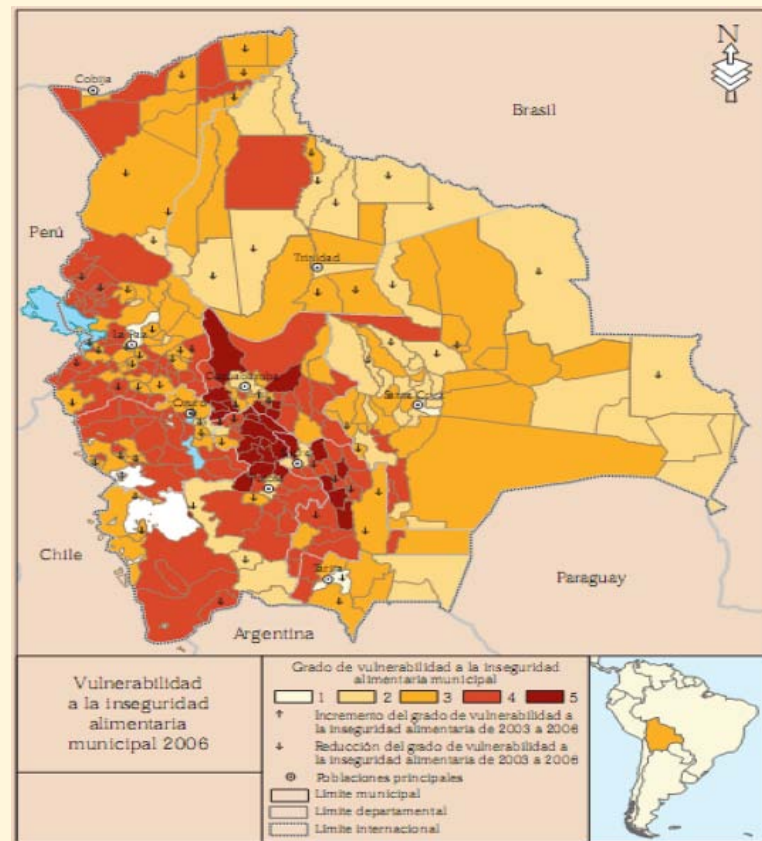 N
Cobija
Brasil
Perú
Trinidad
La Paz
Cochabamba
Oruro
Santa Cruz
Chile
Tarija
Paraguay
Argentina
Vulnerabilidad
a la inseguridad
alimentaria
municipal 2006
Grado de vulnerabilidad a la inseguridad
alimentaria municipal
1 2 3 4 5
Incremento del grado de vulnerabilidad a
la inseguridad alimentaria de 2003 a 2006
Reducción del grado de vulnerabilidad a
la inseguridad alimentaria de 2003 a 2006
Poblaciones principales
Límite municipal
Límite departamental
Límite internacional